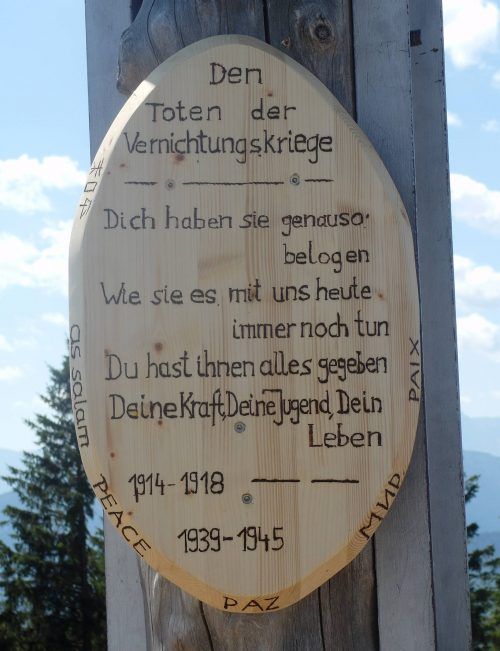 Den
Toten der
Vernichtungskriege
Dich haben sie genauso
belogen
Wie sie es mit uns heute
immer noch tun
Du hast ihnen alles gegeben
Deine Kraft, Deine Jugend, Dein
Leben
1914-1918
1939-1945
as salam
PEACE
PAZ
МИР
PAIX